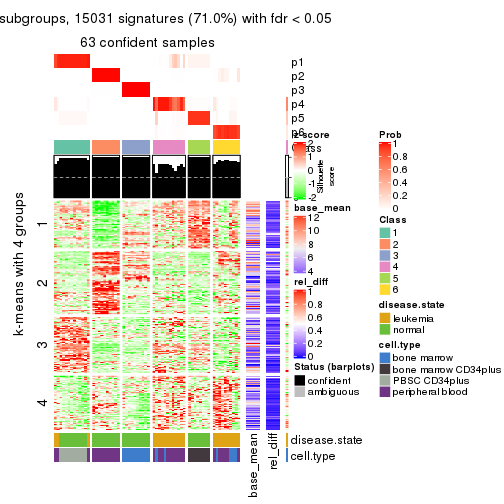 subgroups, 15031 signatures (71.0%) with fdr < 0.05
63 confident samples
p1
p2
p3
p4
p5
p6
Class
z-score
2
1
0
-1
-2
Silhouette
score
Prob
1
0.8
0.6
0.4
0.2
0
k-means with 4 groups
1
2
3
4
base_mean
12
10
8
6
4
rel_diff
1
0.8
0.6
0.4
0.2
0
Status (barplots)
confident
ambiguous
Class
1
2
3
4
5
6
disease.state
leukemia
normal
cell.type
bone marrow
bone marrow CD34plus
PBSC CD34plus
peripheral blood
disease.state
cell.type
base_mean
rel_diff